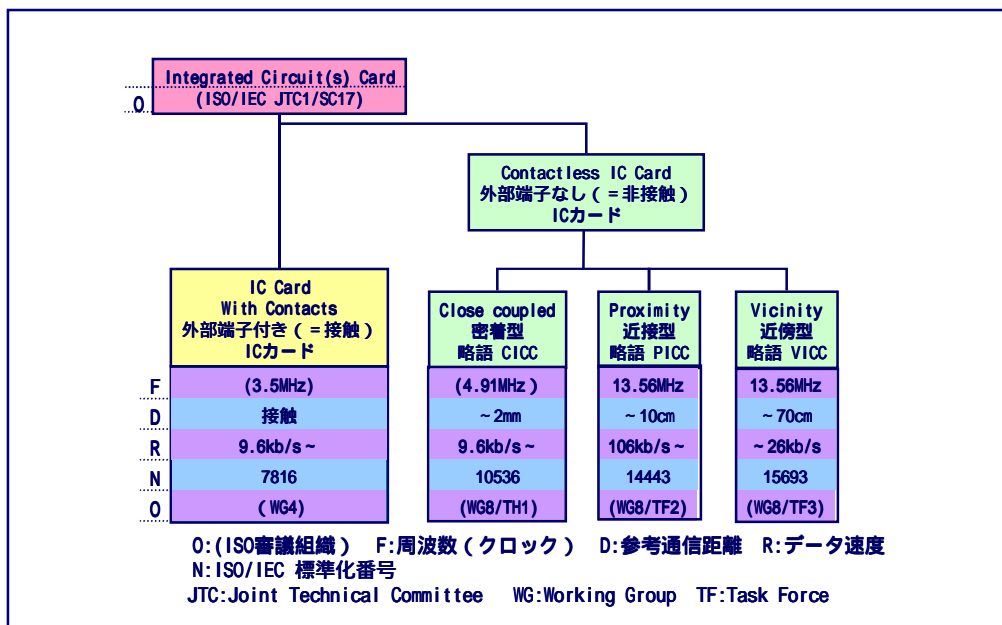 Integrated Circuit(s) Card
O (ISO/IEC JTC1/SC17)
Contactless IC Card
外部端子なし(=非接触)
ICカード
IC Card
With Contacts
外部端子付き(=接触)
ICカード
Close coupled
密着型
略語 CICC
Proximity
近接型
略語 PICC
Vicinity
近傍型
略語 VICC
F (3.5MHz) (4.91MHz) 13.56MHz 13.56MHz
D 接触 ~2mm ~10cm ~70cm
R 9.6kb/s~ 9.6kb/s~ 106kb/s~ ~26kb/s
N 7816 10536 14443 15693
O (WG4) (WG8/TH1) (WG8/TF2) (WG8/TF3)
O:(ISO審議組織) F:周波数(クロック) D:参考通信距離 R:データ速度
N:ISO/IEC 標準化番号
JTC:Joint Technical Committee WG:Working Group TF:Task Force